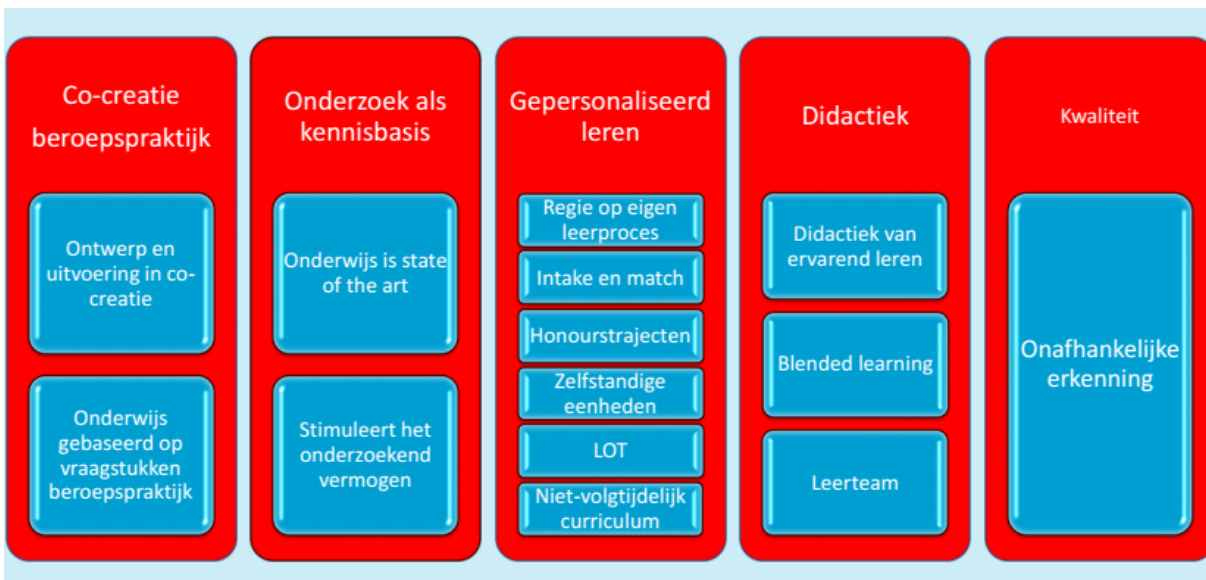 Co-creatie
beroepspraktijk
Ontwerp en
uitvoering in co-
creatie
Onderwijs
gebaseerd op
vraagstukken
beroepspraktijk
Onderzoek als
kennisbasis
Onderwijs is state
of the art
Stimuleert het
onderzoekend
vermogen
Gepersonaliseerd
leren
Regie op eigen
leerproces
Intake en match
Honourstrajecten
Zelfstandige
eenheden
LOT
Niet-volgtijdelijk
curriculum
Didactiek
Didactiek van
ervarend leren
Blended learning
Leerteam
Kwaliteit
Onafhankelijke
erkenning